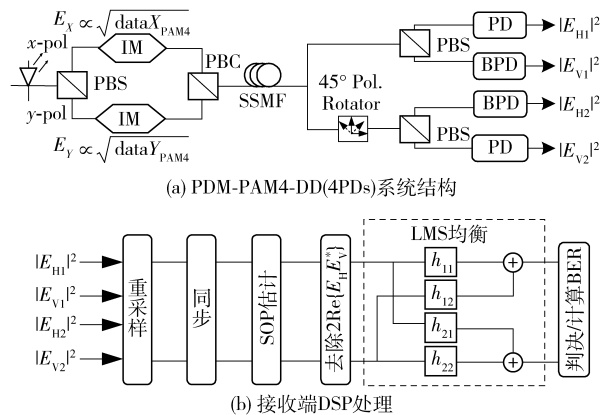 E_X ∝ √dataX_PAM4
x-pol
IM
PBS
PBC
y-pol
IM
E_Y ∝ √dataY_PAM4
SSMF
45° Pol.
Rotator
PBS
PD
|E_H1|²
BPD
|E_V1|²
BPD
|E_H2|²
PBS
PD
|E_V2|²
(a) PDM-PAM4-DD(4PDs)系统结构
|E_H1|²
|E_V1|²
|E_H2|²
|E_V2|²
重采样
同步
SOP估计
去除2Re{E_H E_V^*}
LMS均衡
h_11
h_12
h_21
h_22
+
+
判决/计算BER
(b) 接收端DSP处理